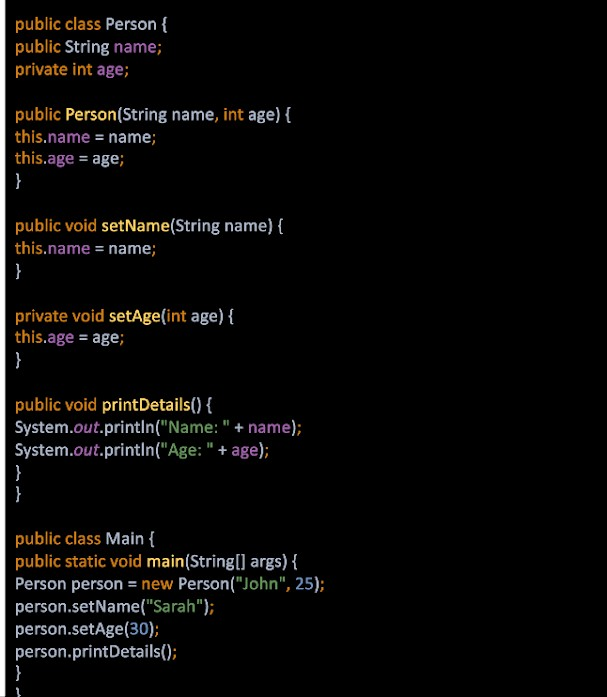 public class Person {
public String name;
private int age;
public Person(String name, int age) {
this.name = name;
this.age = age;
}
public void setName(String name) {
this.name = name;
}
private void setAge(int age) {
this.age = age;
}
public void printDetails() {
System.out.println("Name: " + name);
System.out.println("Age: " + age);
}
}
public class Main {
public static void main(String[] args) {
Person person = new Person("John", 25);
person.setName("Sarah");
person.setAge(30);
person.printDetails();
}
}